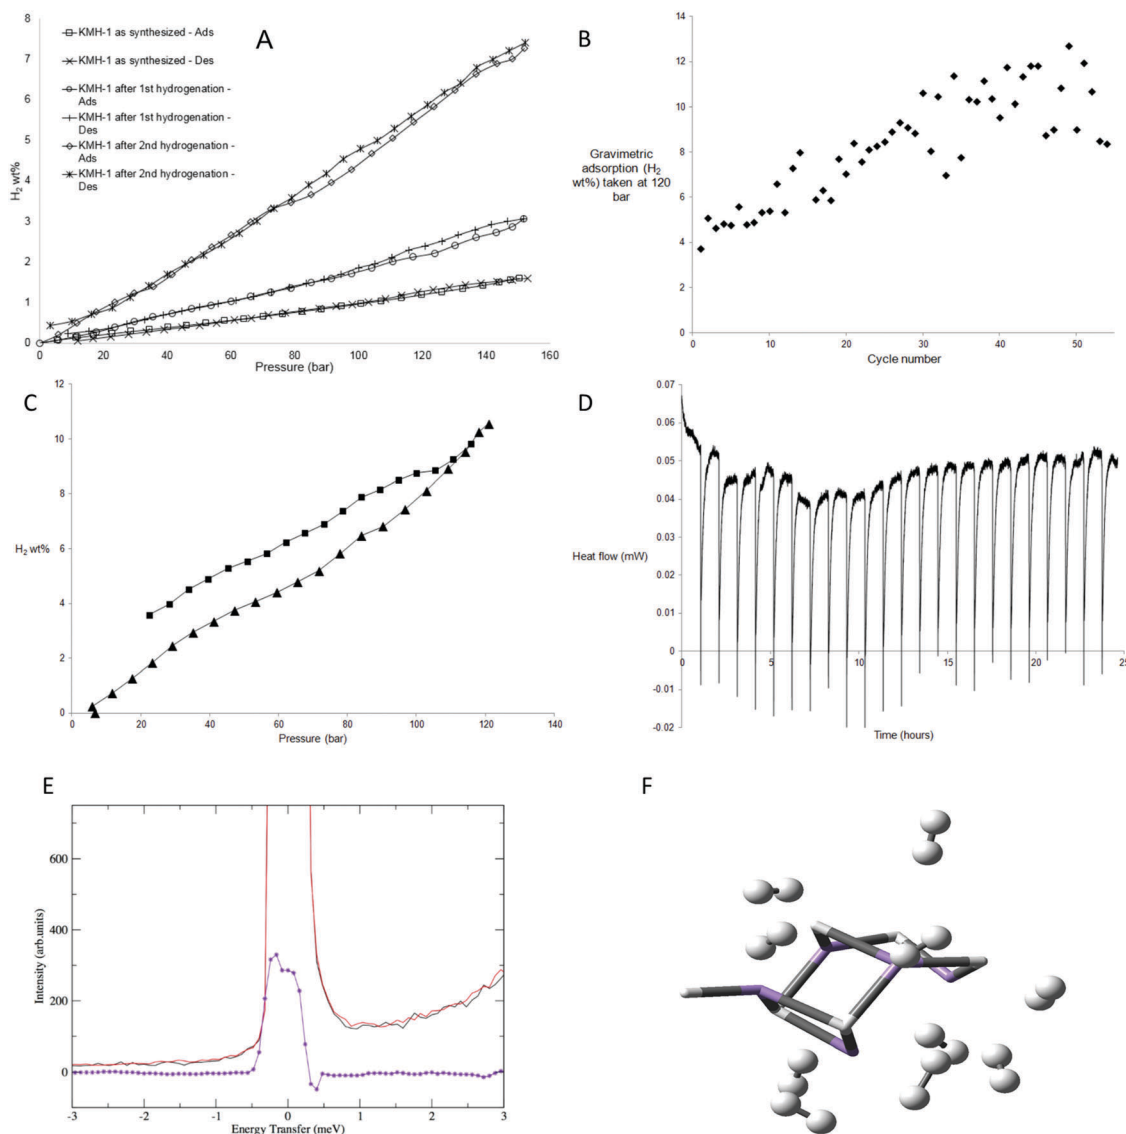 A
KMH-1 as synthesized - Ads
KMH-1 as synthesized - Des
KMH-1 after 1st hydrogenation -
Ads
KMH-1 after 1st hydrogenation -
Des
KMH-1 after 2nd hydrogenation -
Ads
KMH-1 after 2nd hydrogenation -
Des
8
7
6
5
4
3
2
1
0
H2 wt%
0 20 40 60 80 100 120 140 160
Pressure (bar)
B
14
12
10
8
6
4
2
0
Gravimetric
adsorption (H2
wt%) taken at 120
bar
0 10 20 30 40 50
Cycle number
C
12
10
8
6
4
2
0
H2 wt%
0 20 40 60 80 100 120 140
Pressure (bar)
D
0.07
0.06
0.05
0.04
0.03
0.02
0.01
0
-0.01
-0.02
Heat flow (mW)
0 5 10 15 20 25
Time (hours)
E
600
400
200
0
Intensity (arb.units)
-3 -2 -1 0 1 2 3
Energy Transfer (meV)
F